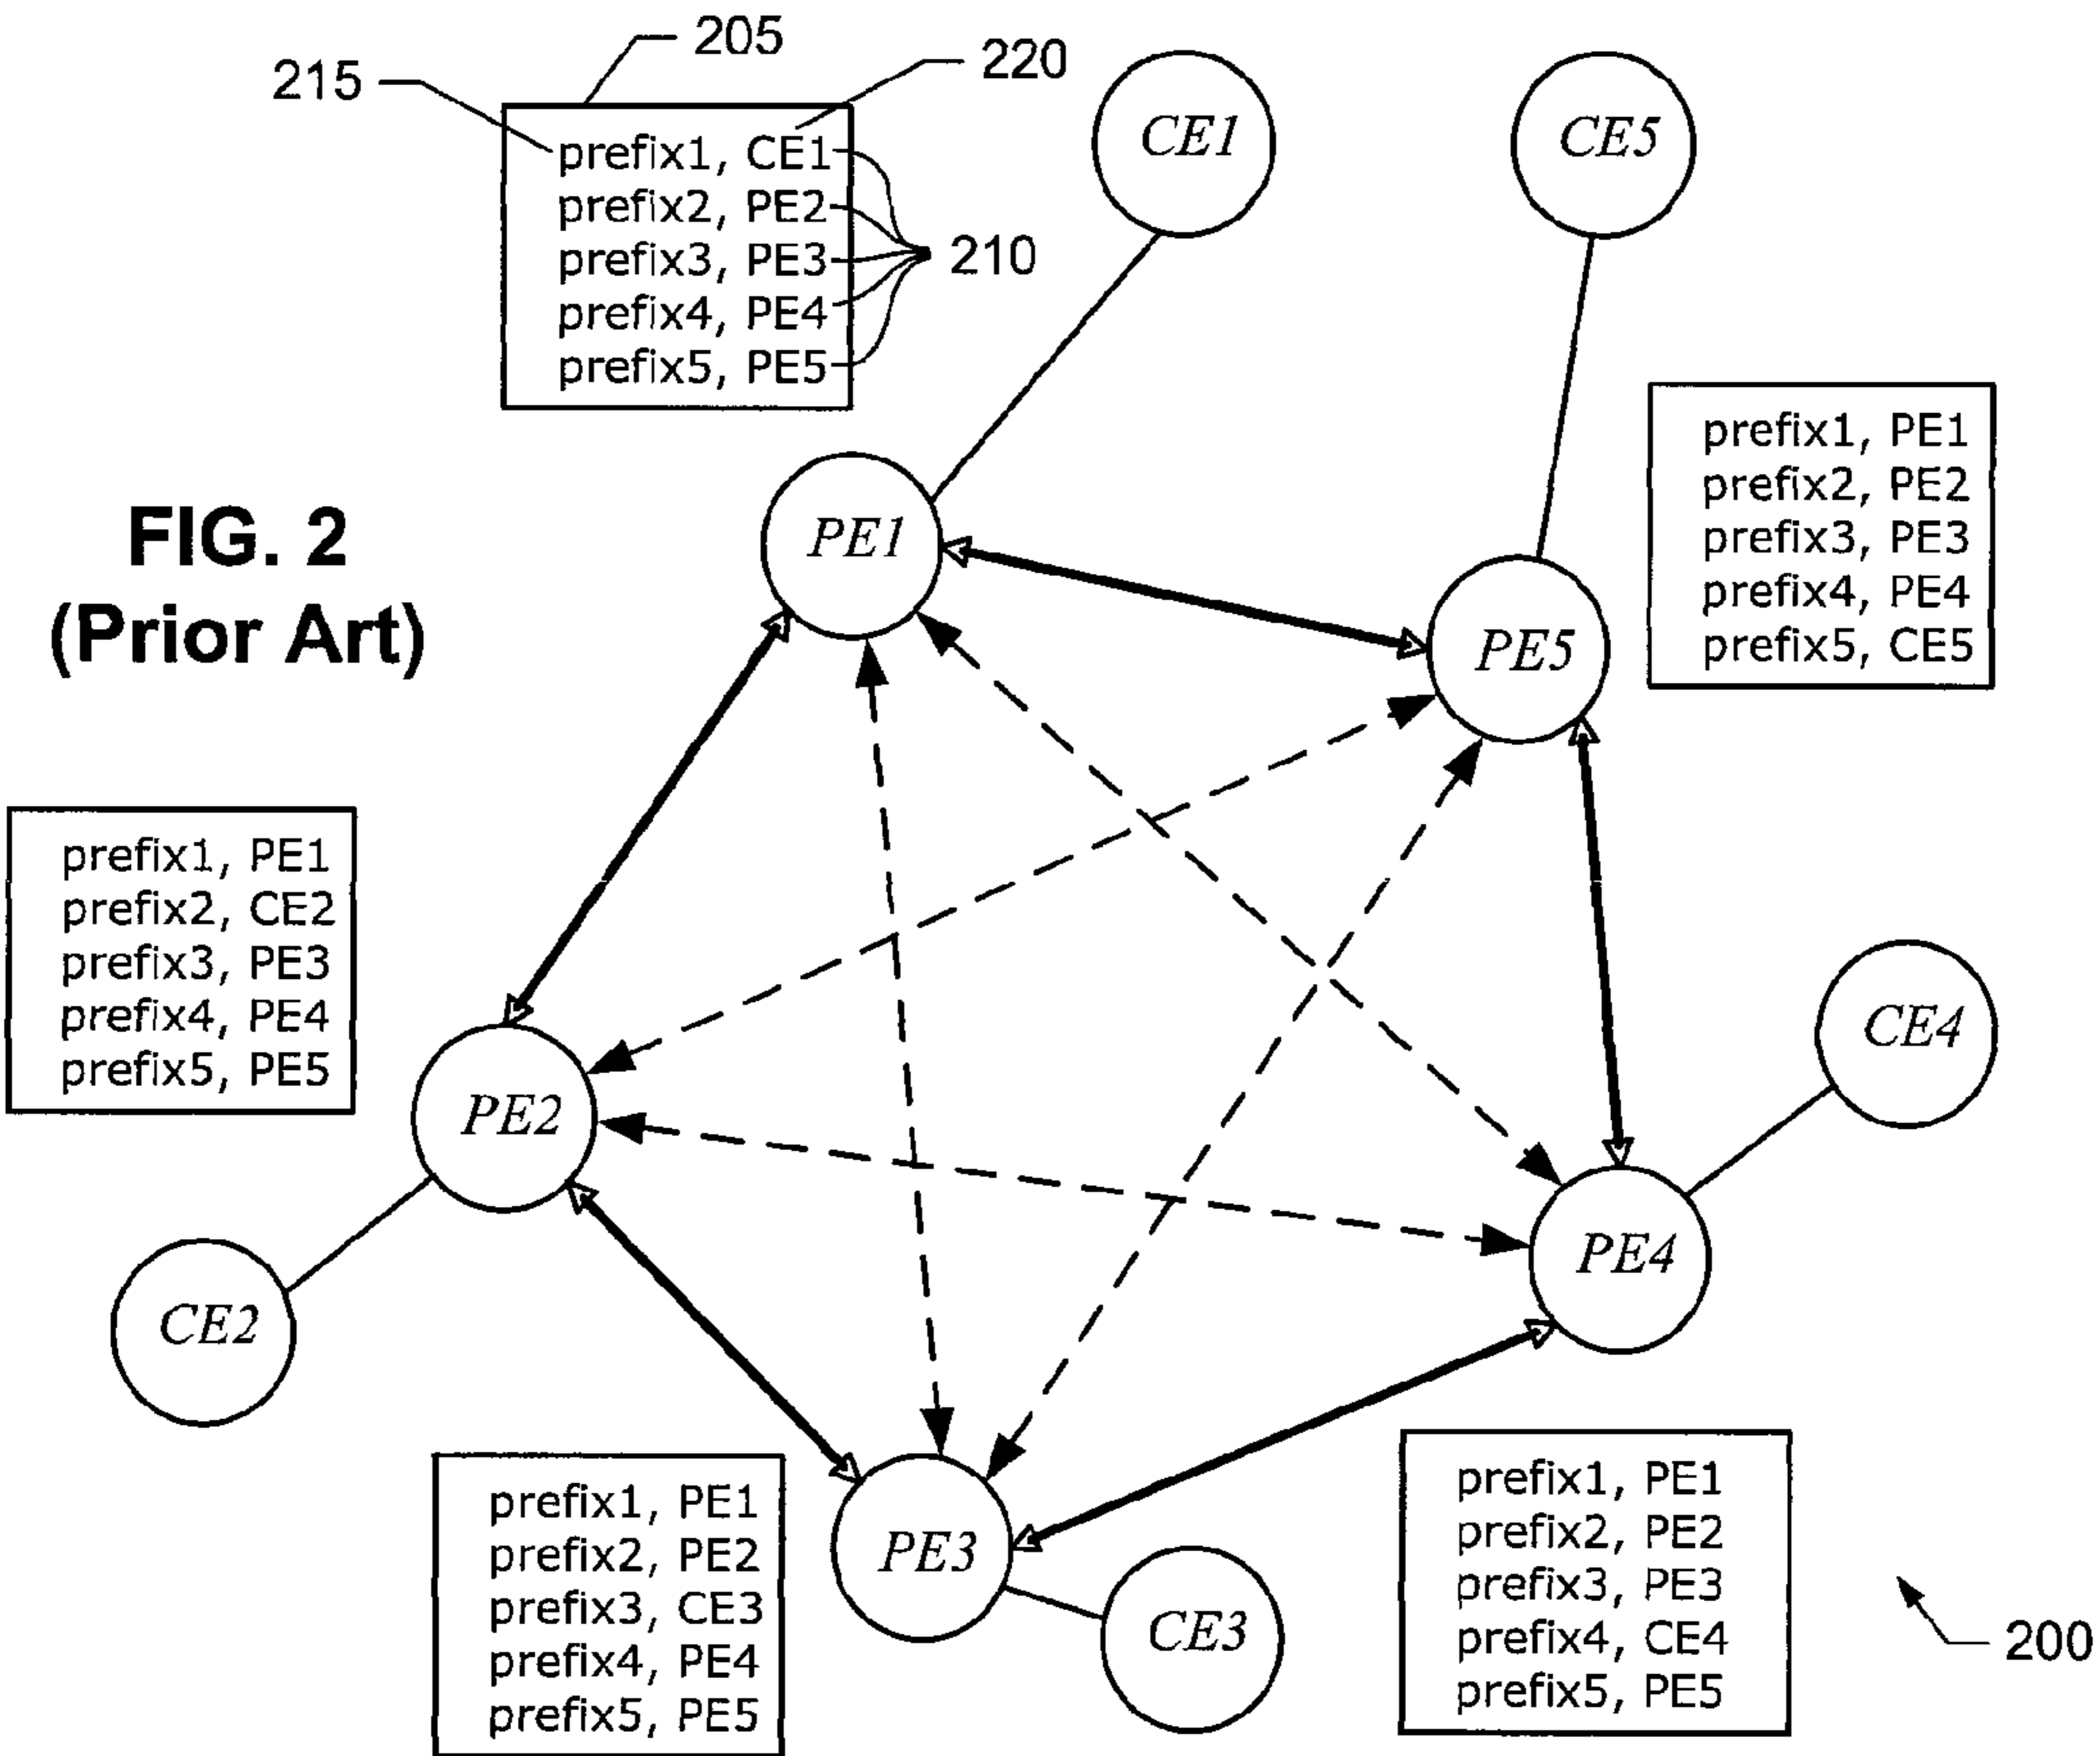 205
215
220
prefix1, CE1
prefix2, PE2
prefix3, PE3
prefix4, PE4
prefix5, PE5
210
CE1
CE5
FIG. 2
(Prior Art)
PE1
PE5
prefix1, PE1
prefix2, PE2
prefix3, PE3
prefix4, PE4
prefix5, CE5
prefix1, PE1
prefix2, CE2
prefix3, PE3
prefix4, PE4
prefix5, PE5
PE2
CE4
CE2
PE4
prefix1, PE1
prefix2, PE2
prefix3, CE3
prefix4, PE4
prefix5, PE5
PE3
CE3
prefix1, PE1
prefix2, PE2
prefix3, PE3
prefix4, CE4
prefix5, PE5
200